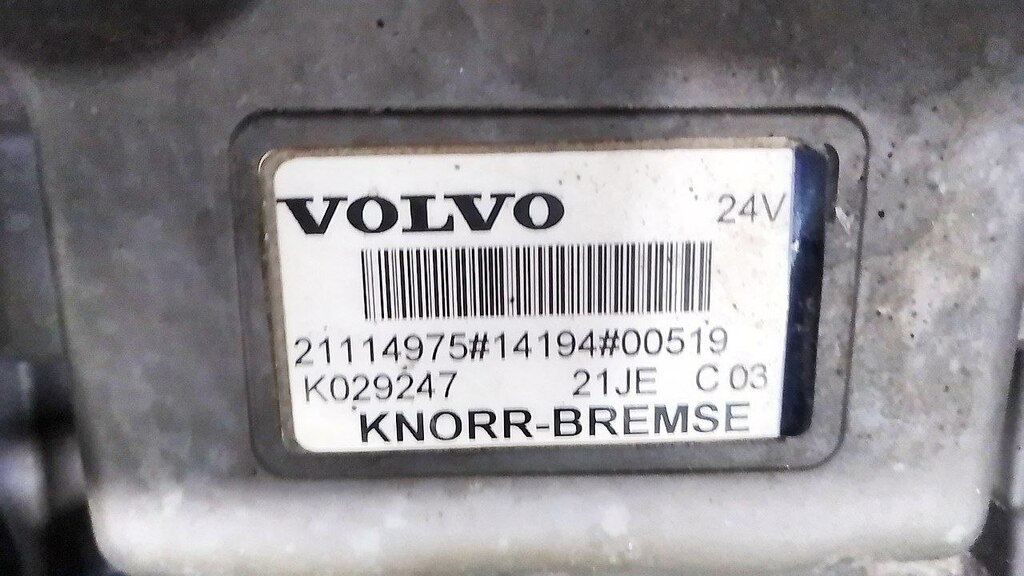 VOLVO 24V
21114975#14194#00519
K029247 21JE C 03
KNORR-BREMSE